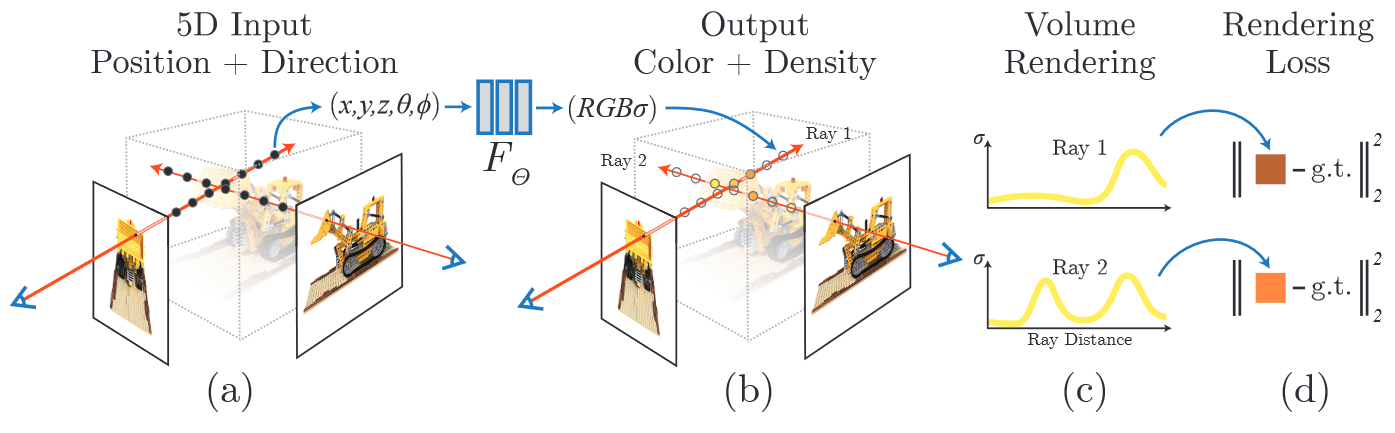 5D Input
Position + Direction
Output
Color + Density
Volume
Rendering
Rendering
Loss
(x,y,z,θ,ϕ)
F_Θ
(RGBσ)
Ray 1
Ray 2
σ
Ray 1
‖ − g.t. ‖²₂
σ
Ray 2
Ray Distance
‖ − g.t. ‖²₂
(a)
(b)
(c)
(d)